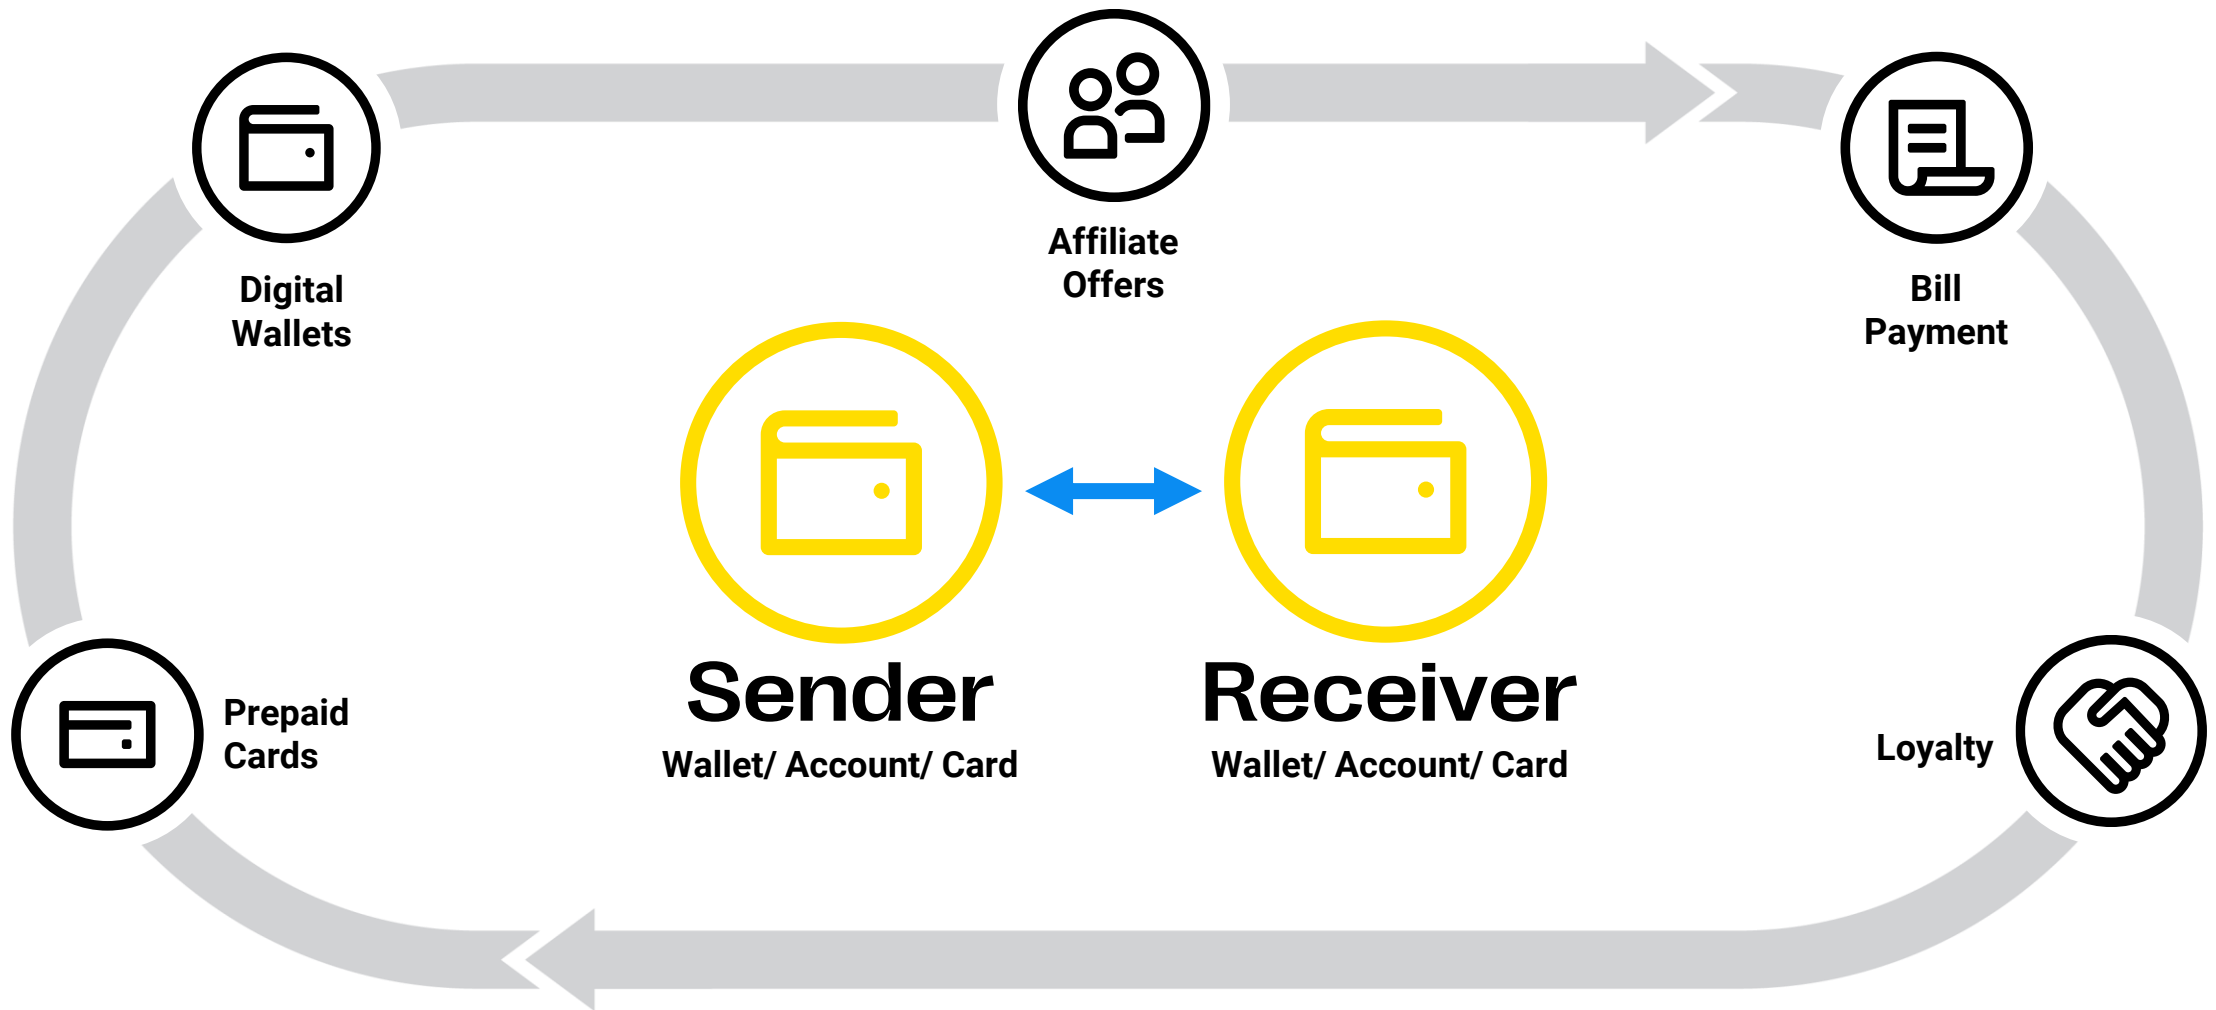 Affiliate
Offers
Digital
Wallets
Bill
Payment
Sender
Wallet/ Account/ Card
Receiver
Wallet/ Account/ Card
Prepaid
Cards
Loyalty